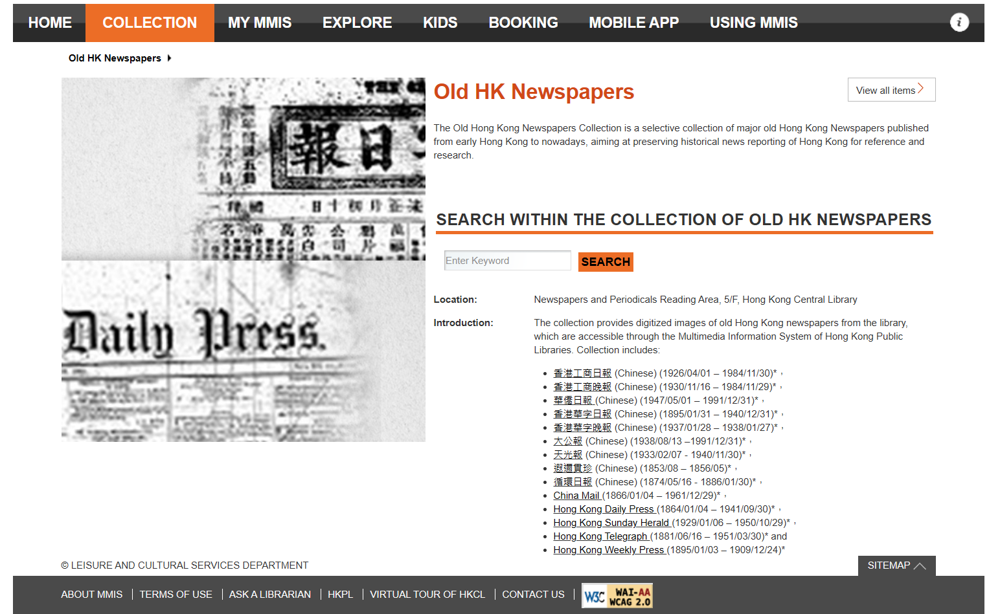 HOME COLLECTION MY MMIS EXPLORE KIDS BOOKING MOBILE APP USING MMIS i
Old HK Newspapers
日報
Daily Press.
Old HK Newspapers
View all items
The Old Hong Kong Newspapers Collection is a selective collection of major old Hong Kong Newspapers published
from early Hong Kong to nowadays, aiming at preserving historical news reporting of Hong Kong for reference and
research.
SEARCH WITHIN THE COLLECTION OF OLD HK NEWSPAPERS
Enter Keyword SEARCH
Location: Newspapers and Periodicals Reading Area, 5/F, Hong Kong Central Library
Introduction: The collection provides digitized images of old Hong Kong newspapers from the library,
which are accessible through the Multimedia Information System of Hong Kong Public
Libraries. Collection includes:
• 香港工商日報 (Chinese) (1926/04/01 – 1984/11/30)*，
• 香港工商晚報 (Chinese) (1930/11/16 – 1984/11/29)*，
• 華僑日報 (Chinese) (1947/05/01 – 1991/12/31)*，
• 香港華字日報 (Chinese) (1895/01/31 – 1940/12/31)*，
• 香港華字晚報 (Chinese) (1937/01/28 – 1938/01/27)*，
• 大公報 (Chinese) (1938/08/13 –1991/12/31)*，
• 天光報 (Chinese) (1933/02/07 - 1940/11/30)*，
• 遐邇貫珍 (Chinese) (1853/08 – 1856/05)*，
• 循環日報 (Chinese) (1874/05/16 - 1886/01/30)*，
• China Mail (1866/01/04 – 1961/12/29)*，
• Hong Kong Daily Press (1864/01/04 – 1941/09/30)*，
• Hong Kong Sunday Herald (1929/01/06 – 1950/10/29)*，
• Hong Kong Telegraph (1881/06/16 – 1951/03/30)* and
• Hong Kong Weekly Press (1895/01/03 – 1909/12/24)*
© LEISURE AND CULTURAL SERVICES DEPARTMENT
SITEMAP
ABOUT MMIS | TERMS OF USE | ASK A LIBRARIAN | HKPL | VIRTUAL TOUR OF HKCL | CONTACT US |
W3C WAI-AA
WCAG 2.0